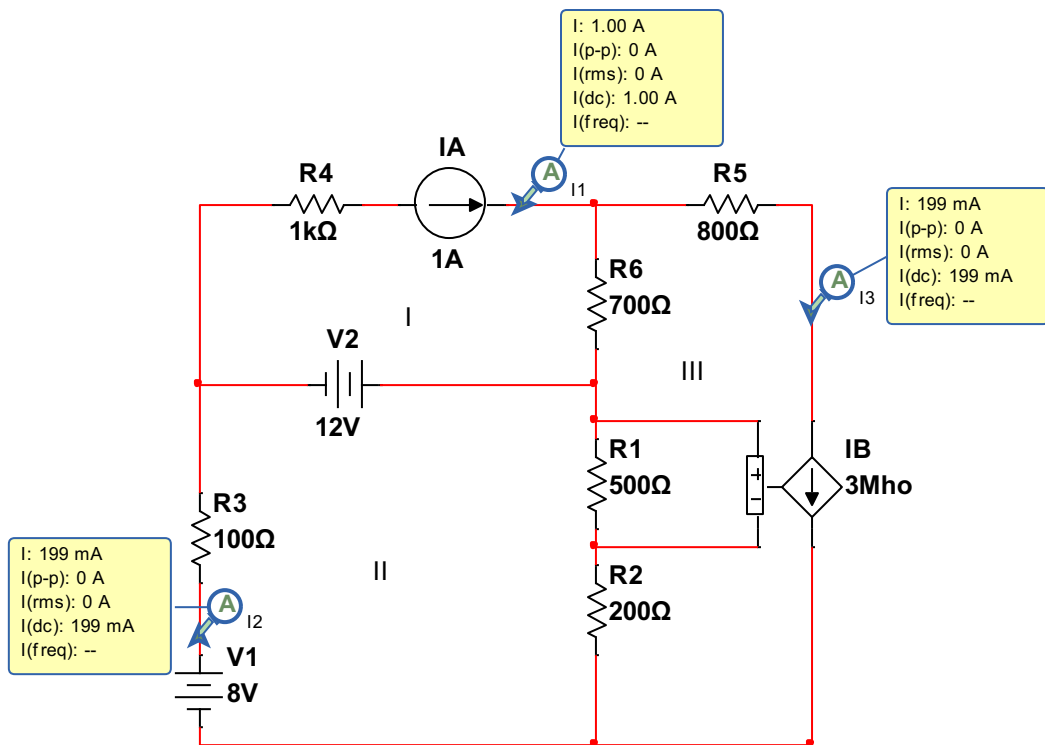 I: 1.00 A
I(p-p): 0 A
I(rms): 0 A
I(dc): 1.00 A
I(freq): --
IA
A
I1
R4
1kΩ
1A
R5
800Ω
I: 199 mA
I(p-p): 0 A
I(rms): 0 A
I(dc): 199 mA
I(freq): --
A
I3
R6
700Ω
I
V2
12V
III
R1
500Ω
+
−
IB
3Mho
R3
100Ω
I: 199 mA
I(p-p): 0 A
I(rms): 0 A
I(dc): 199 mA
I(freq): --
A
I2
II
R2
200Ω
V1
8V